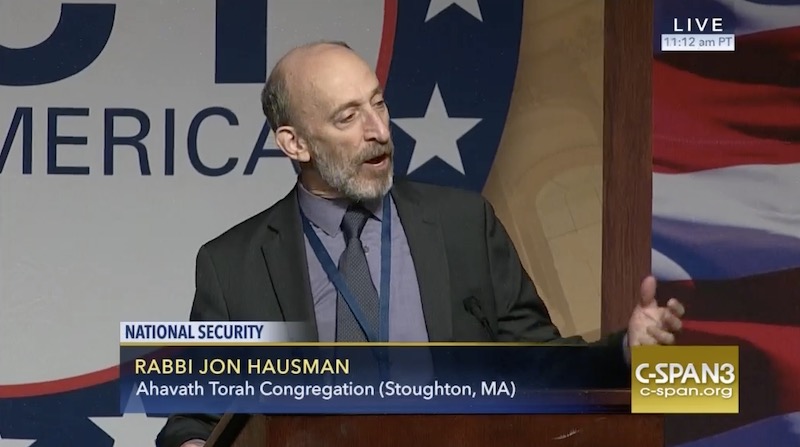 CT
MERICA
LIVE
11:12 am PT
NATIONAL SECURITY
RABBI JON HAUSMAN
Ahavath Torah Congregation (Stoughton, MA)
C-SPAN3
c-span.org